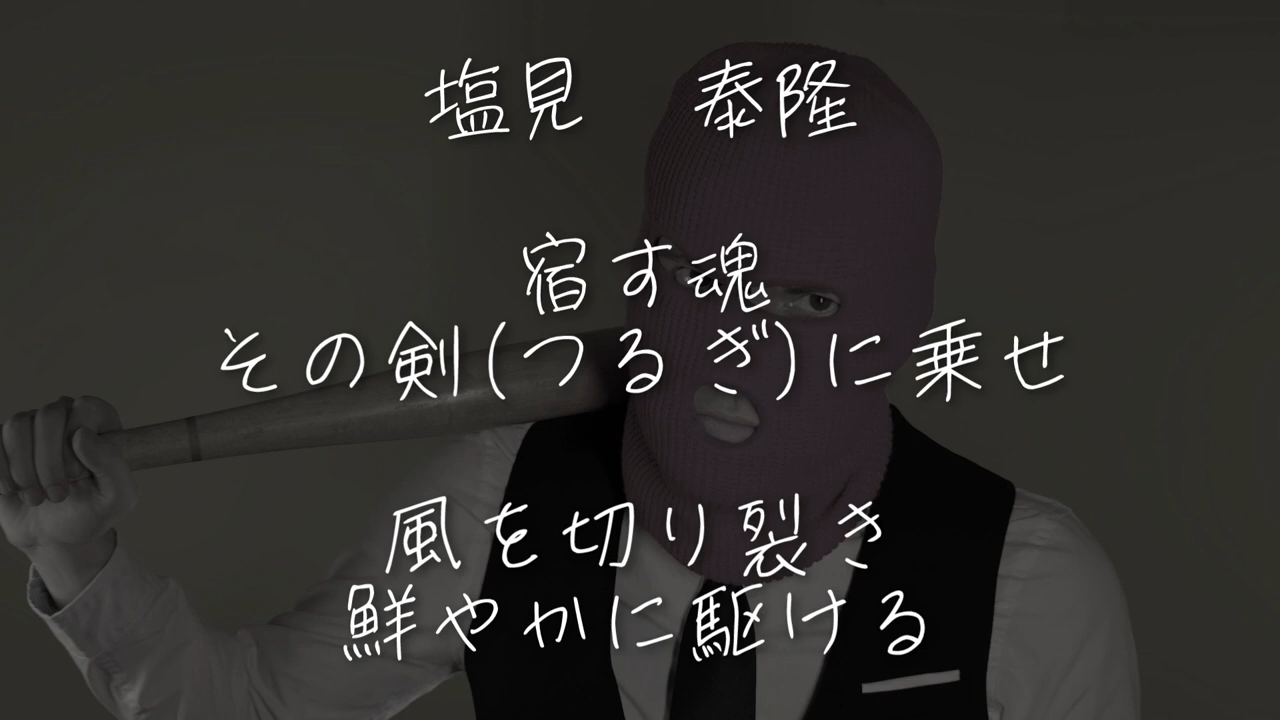 塩見 泰隆
宿す魂
その剣(つるぎ)に乗せ
風を切り裂き
鮮やかに駆ける